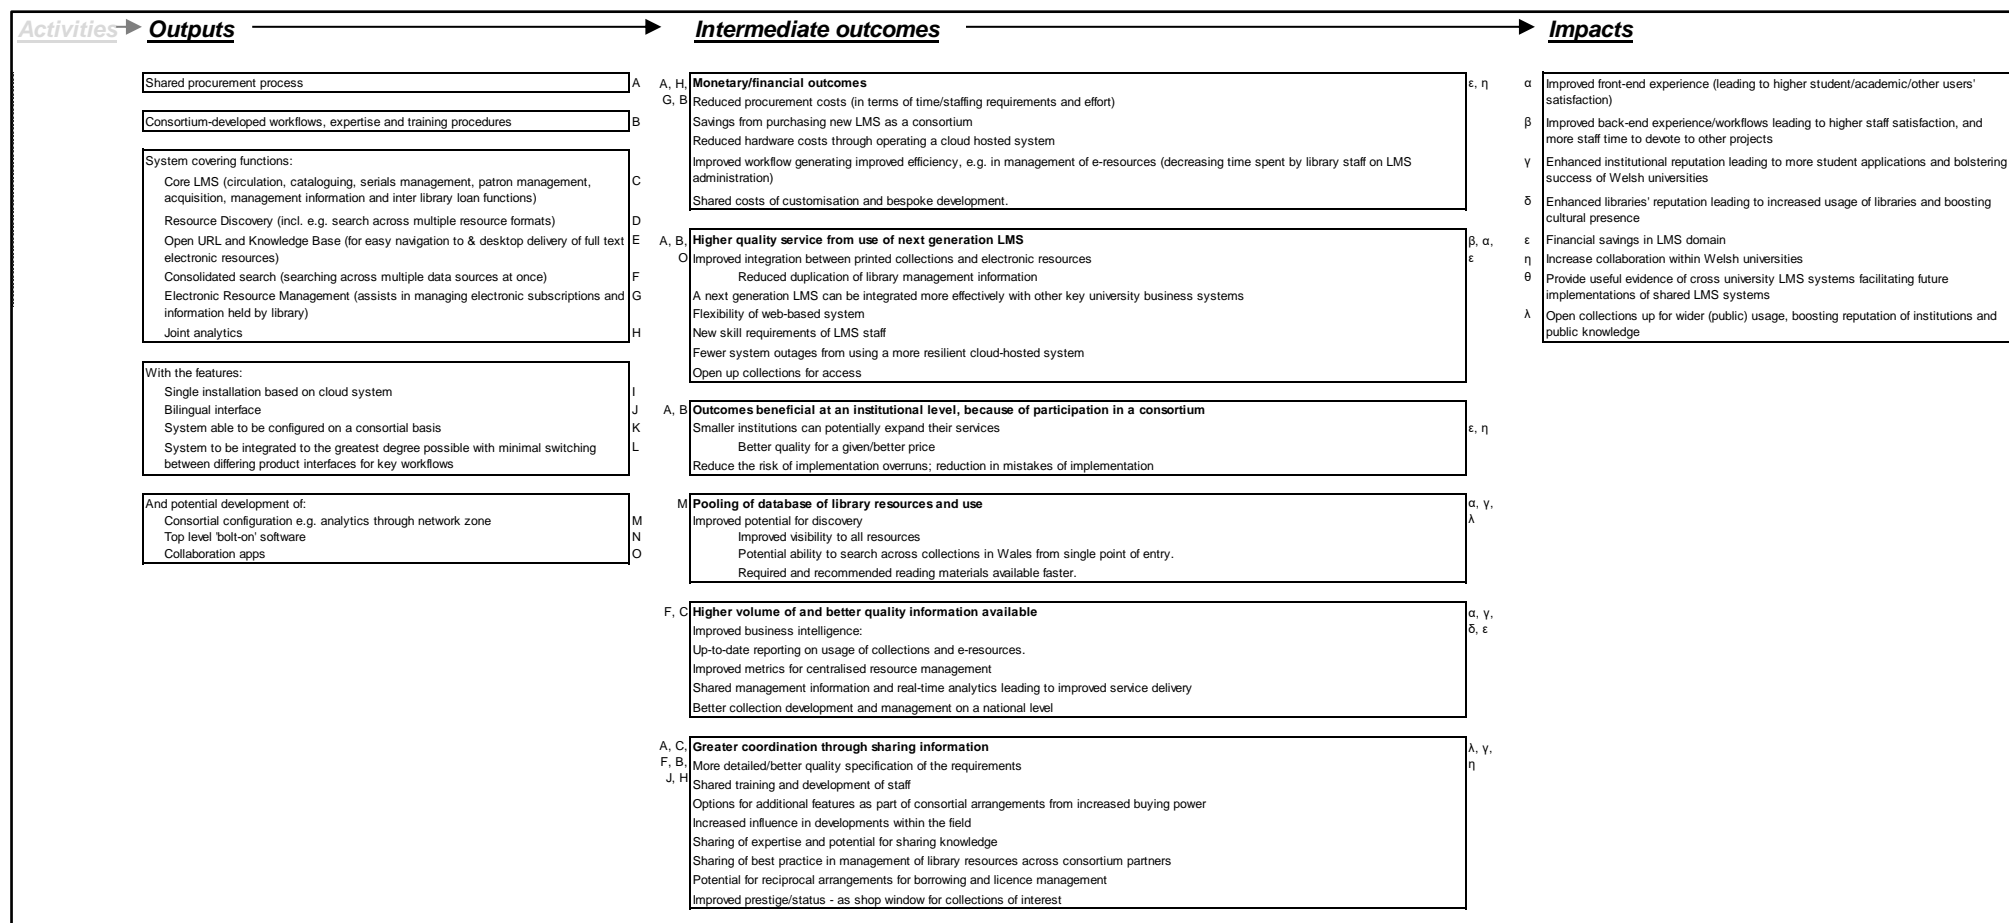 Activities
Outputs
Intermediate outcomes
Impacts
Shared procurement process
A
Consortium-developed workflows, expertise and training procedures
B
System covering functions:
Core LMS (circulation, cataloguing, serials management, patron management,
acquisition, management information and inter library loan functions)
C
Resource Discovery (incl. e.g. search across multiple resource formats)
D
Open URL and Knowledge Base (for easy navigation to & desktop delivery of full text
electronic resources)
E
Consolidated search (searching across multiple data sources at once)
F
Electronic Resource Management (assists in managing electronic subscriptions and
information held by library)
G
Joint analytics
H
With the features:
Single installation based on cloud system
I
Bilingual interface
J
System able to be configured on a consortial basis
K
System to be integrated to the greatest degree possible with minimal switching
between differing product interfaces for key workflows
L
And potential development of:
Consortial configuration e.g. analytics through network zone
M
Top level 'bolt-on' software
N
Collaboration apps
O
A, H,
G, B
Monetary/financial outcomes
Reduced procurement costs (in terms of time/staffing requirements and effort)
Savings from purchasing new LMS as a consortium
Reduced hardware costs through operating a cloud hosted system
Improved workflow generating improved efficiency, e.g. in management of e-resources (decreasing time spent by library staff on LMS
administration)
Shared costs of customisation and bespoke development.
ε, η
A, B,
O
Higher quality service from use of next generation LMS
Improved integration between printed collections and electronic resources
Reduced duplication of library management information
A next generation LMS can be integrated more effectively with other key university business systems
Flexibility of web-based system
New skill requirements of LMS staff
Fewer system outages from using a more resilient cloud-hosted system
Open up collections for access
β, α,
ε
A, B
Outcomes beneficial at an institutional level, because of participation in a consortium
Smaller institutions can potentially expand their services
Better quality for a given/better price
Reduce the risk of implementation overruns; reduction in mistakes of implementation
ε, η
M
Pooling of database of library resources and use
Improved potential for discovery
Improved visibility to all resources
Potential ability to search across collections in Wales from single point of entry.
Required and recommended reading materials available faster.
α, γ,
λ
F, C
Higher volume of and better quality information available
Improved business intelligence:
Up-to-date reporting on usage of collections and e-resources.
Improved metrics for centralised resource management
Shared management information and real-time analytics leading to improved service delivery
Better collection development and management on a national level
α, γ,
δ, ε
A, C,
F, B,
J, H
Greater coordination through sharing information
More detailed/better quality specification of the requirements
Shared training and development of staff
Options for additional features as part of consortial arrangements from increased buying power
Increased influence in developments within the field
Sharing of expertise and potential for sharing knowledge
Sharing of best practice in management of library resources across consortium partners
Potential for reciprocal arrangements for borrowing and licence management
Improved prestige/status - as shop window for collections of interest
λ, γ,
η
α
Improved front-end experience (leading to higher student/academic/other users'
satisfaction)
β
Improved back-end experience/workflows leading to higher staff satisfaction, and
more staff time to devote to other projects
γ
Enhanced institutional reputation leading to more student applications and bolstering
success of Welsh universities
δ
Enhanced libraries' reputation leading to increased usage of libraries and boosting
cultural presence
ε
Financial savings in LMS domain
η
Increase collaboration within Welsh universities
θ
Provide useful evidence of cross university LMS systems facilitating future
implementations of shared LMS systems
λ
Open collections up for wider (public) usage, boosting reputation of institutions and
public knowledge